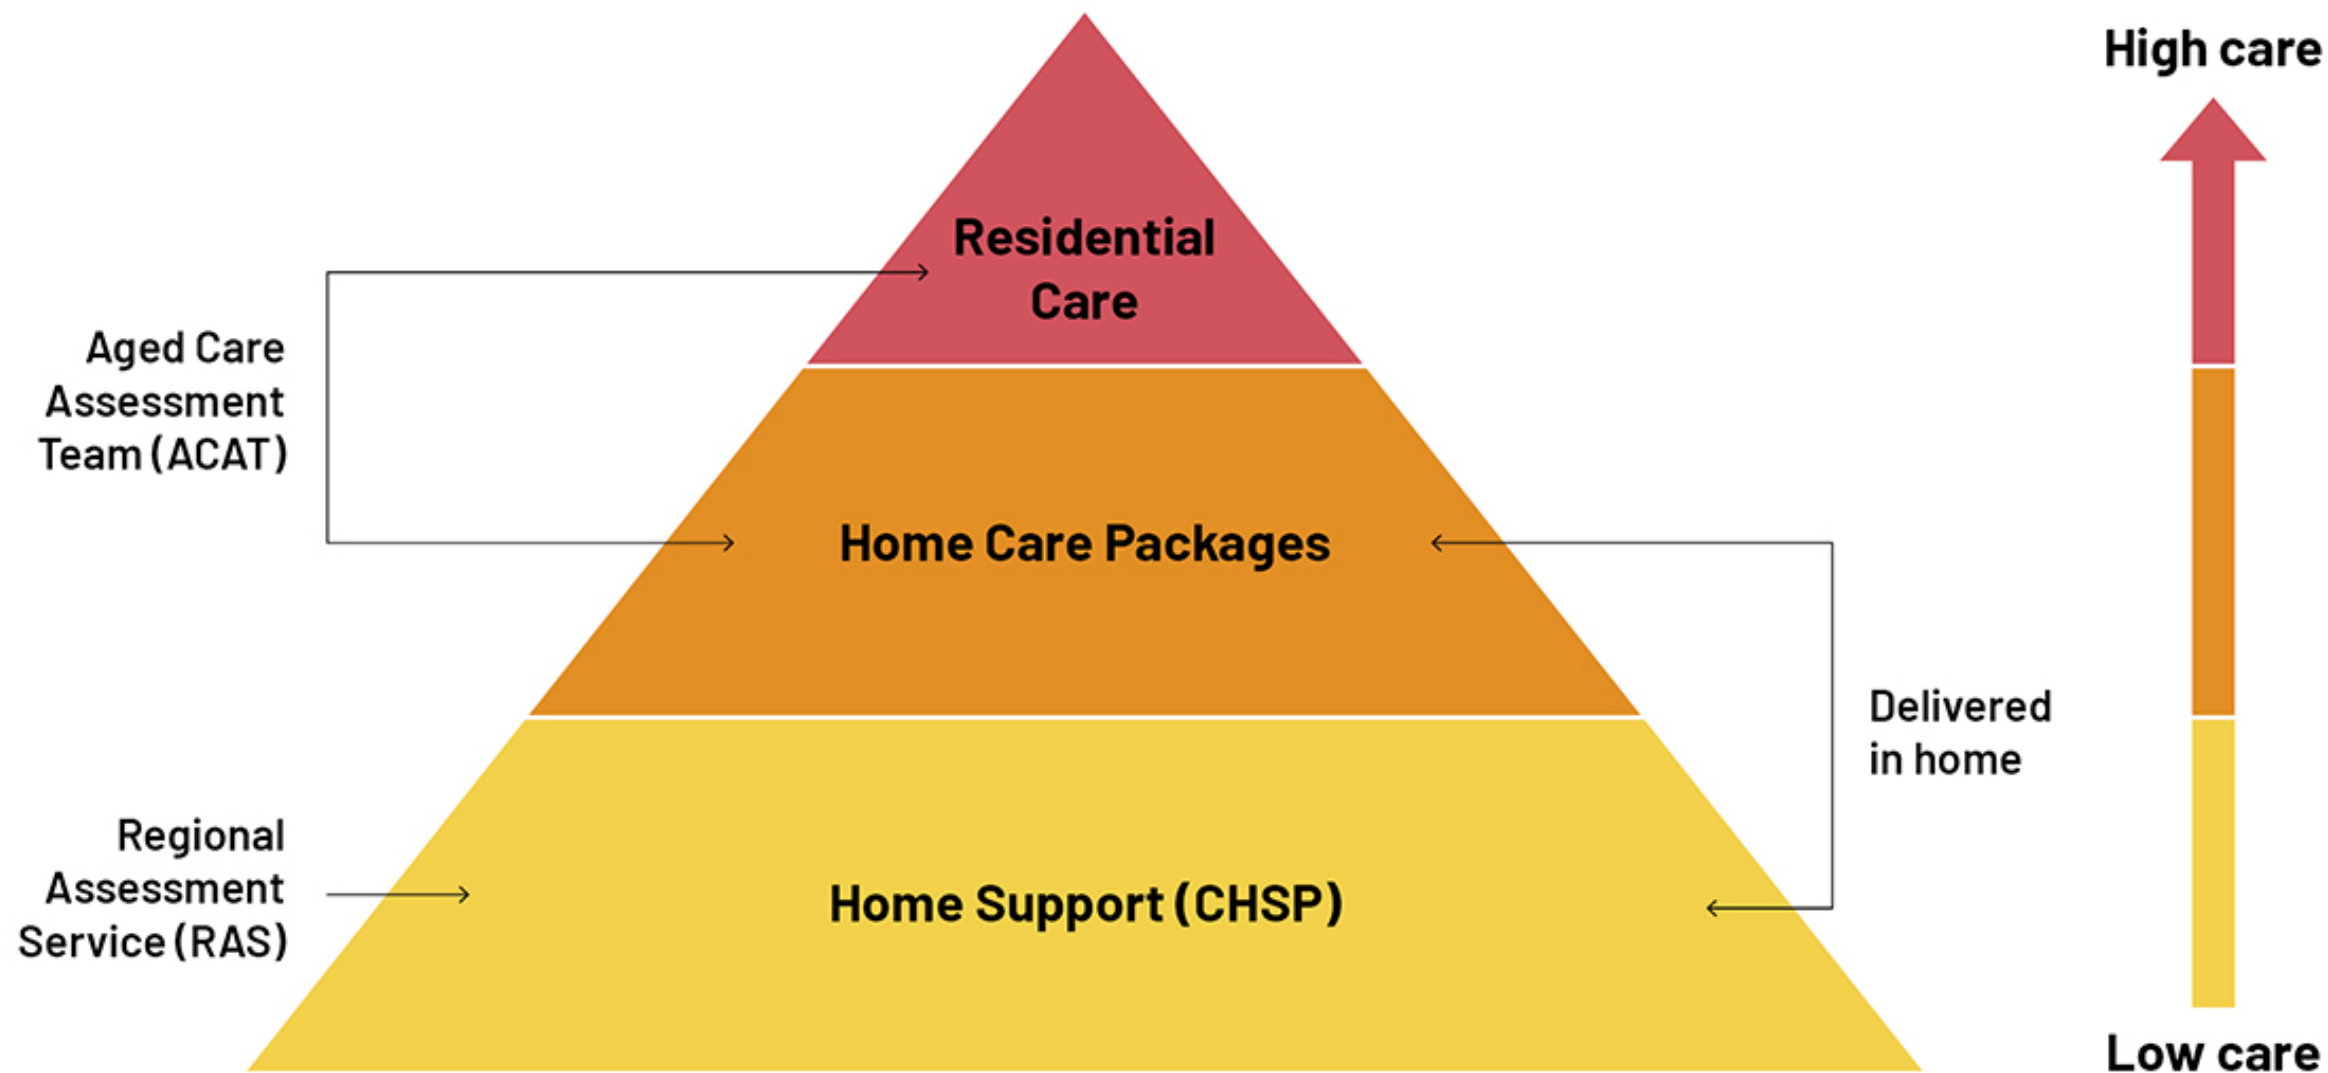 High care
Residential
Care
Aged Care
Assessment
Team (ACAT)
Home Care Packages
Delivered
in home
Regional
Assessment
Service (RAS)
Home Support (CHSP)
Low care